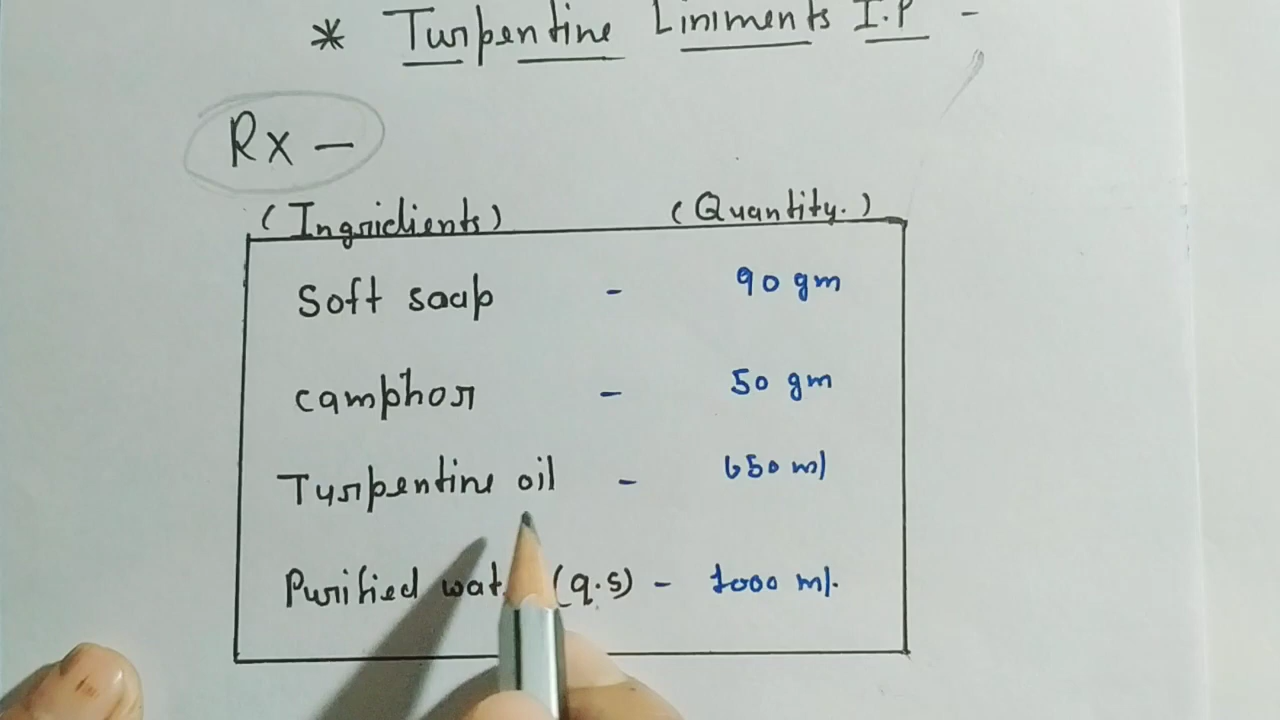 * Turpentine Liniments I.P -
Rx -
(Ingridients) (Quantity.)
Soft soap - 90 gm
camphor - 50 gm
Turpentine oil - 650 ml
Purified wat (q.s) - 1000 ml.